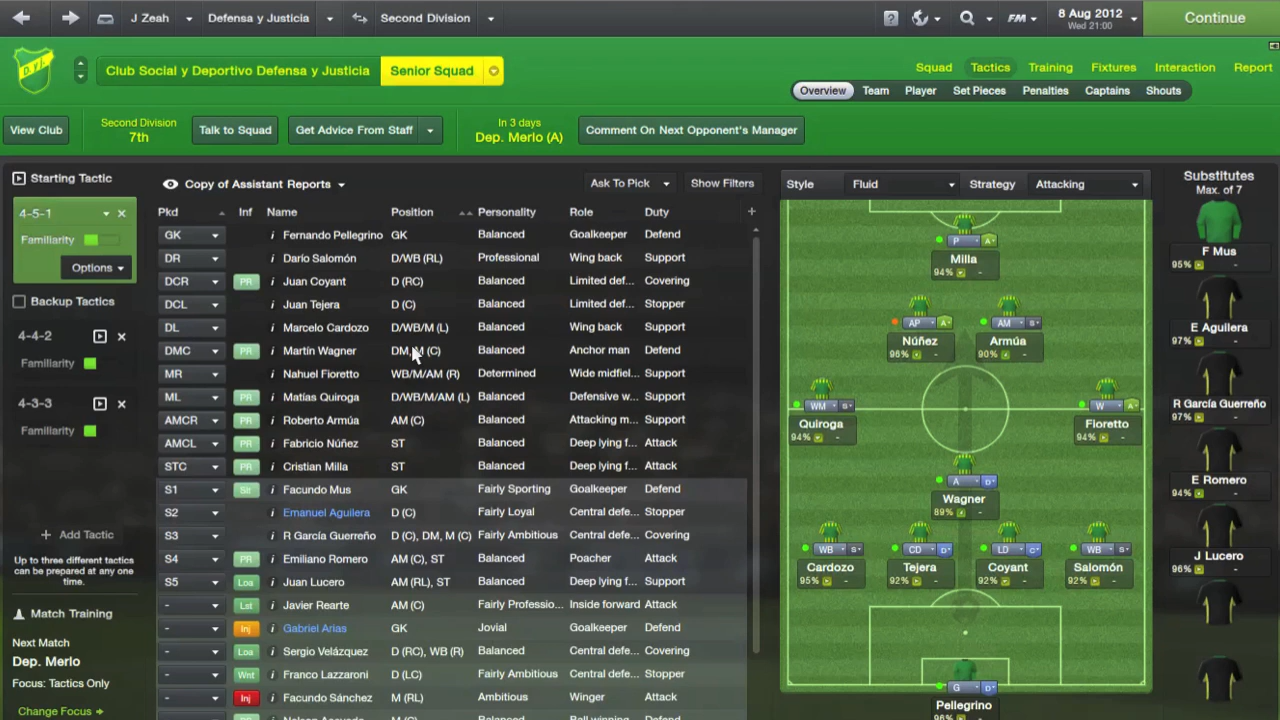 J Zeah Defensa y Justicia Second Division FM 8 Aug 2012 Wed 21:00 Continue
Club Social y Deportivo Defensa y Justicia Senior Squad
Squad Tactics Training Fixtures Interaction Report
Overview Team Player Set Pieces Penalties Captains Shouts
View Club Second Division 7th Talk to Squad Get Advice From Staff In 3 days Dep. Merlo (A) Comment On Next Opponent's Manager
Starting Tactic
4-5-1
Familiarity
Options
Backup Tactics
4-4-2
Familiarity
4-3-3
Familiarity
+ Add Tactic
Up to three different tactics
can be prepared at any one
time.
Match Training
Next Match
Dep. Merlo
Focus: Tactics Only
Change Focus
Copy of Assistant Reports Ask To Pick Show Filters
Pkd Inf Name Position Personality Role Duty
GK i Fernando Pellegrino GK Balanced Goalkeeper Defend
DR i Darío Salomón D/WB (RL) Professional Wing back Support
DCR PR i Juan Coyant D (RC) Balanced Limited def... Covering
DCL i Juan Tejera D (C) Balanced Limited def... Stopper
DL i Marcelo Cardozo D/WB/M (L) Balanced Wing back Support
DMC PR i Martín Wagner DM, M (C) Balanced Anchor man Defend
MR i Nahuel Fioretto WB/M/AM (R) Determined Wide midfiel... Support
ML PR i Matías Quiroga D/WB/M/AM (L) Balanced Defensive w... Support
AMCR PR i Roberto Armúa AM (C) Balanced Attacking m... Support
AMCL PR i Fabricio Núñez ST Balanced Deep lying f... Attack
STC PR i Cristian Milla ST Balanced Deep lying f... Attack
S1 Slt i Facundo Mus GK Fairly Sporting Goalkeeper Defend
S2 i Emanuel Aguilera D (C) Fairly Loyal Central defe... Stopper
S3 i R García Guerreño D (C), DM, M (C) Fairly Ambitious Central defe... Covering
S4 PR i Emiliano Romero AM (C), ST Balanced Poacher Attack
S5 Loa i Juan Lucero AM (RL), ST Balanced Deep lying f... Support
- Lst i Javier Rearte AM (C) Fairly Professio... Inside forward Attack
- Inj i Gabriel Arias GK Jovial Goalkeeper Defend
- Loa i Sergio Velázquez D (RC), WB (R) Balanced Central defe... Covering
- Wnt i Franco Lazzaroni D (LC) Fairly Ambitious Central defe... Stopper
- Inj i Facundo Sánchez M (RL) Ambitious Winger Attack
Style Fluid Strategy Attacking
P A
Milla
94% -
AP A AM S
Núñez Armúa
96% - 90% -
WM S W A
Quiroga Fioretto
94% - 94% -
A D
Wagner
89% -
WB S CD D LD C WB S
Cardozo Tejera Coyant Salomón
95% - 92% - 92% - 92% -
G D
Pellegrino
96% -
Substitutes
Max. of 7
F Mus
95% -
E Aguilera
97% -
R García Guerreño
97% -
E Romero
94% -
J Lucero
96% -